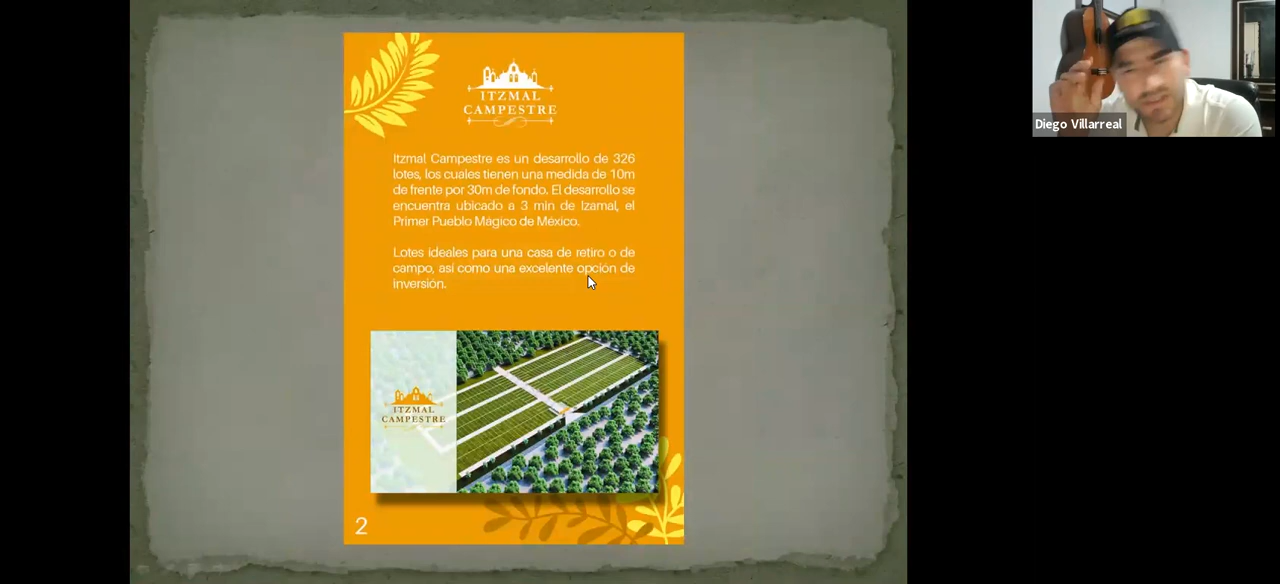 ITZMAL
CAMPESTRE
Itzmal Campestre es un desarrollo de 326
lotes, los cuales tienen una medida de 10m
de frente por 30m de fondo. El desarrollo se
encuentra ubicado a 3 min de Izamal, el
Primer Pueblo Mágico de México.
Lotes ideales para una casa de retiro o de
campo, así como una excelente opción de
inversión.
ITZMAL
CAMPESTRE
2
Diego Villarreal